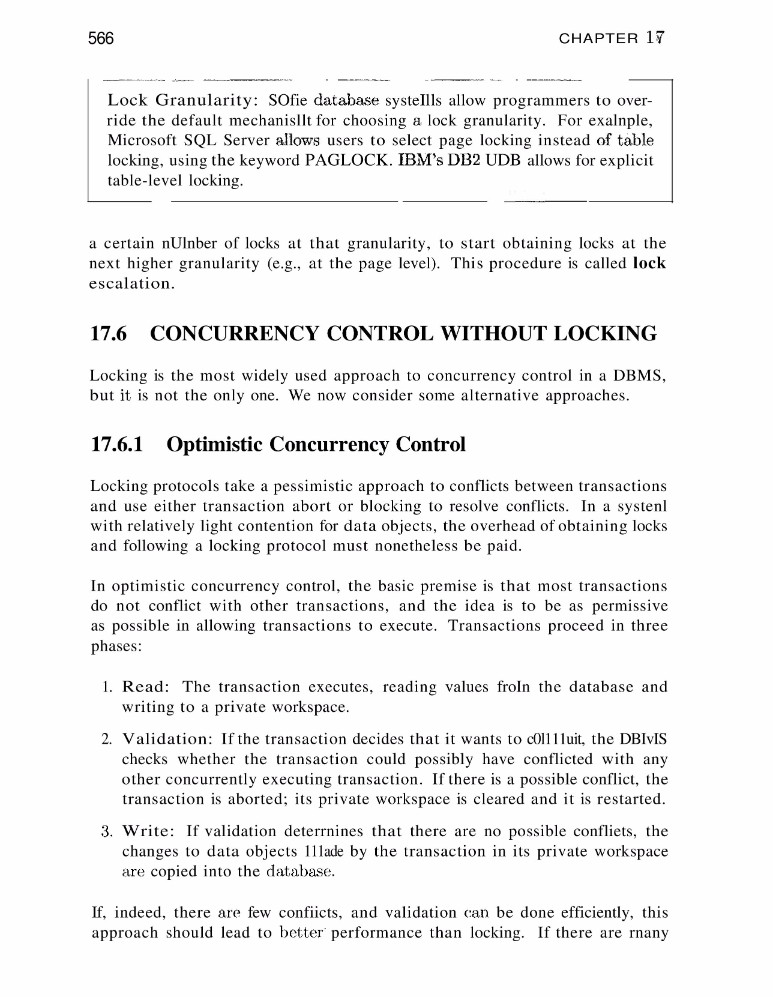 566 CHAPTER 17
Lock Granularity: SOfie database systeIlls allow programmers to over-
ride the default mechanisllt for choosing a lock granularity. For exalnple,
Microsoft SQL Server allows users to select page locking instead of table
locking, using the keyword PAGLOCK. IBM's DB2 UDB allows for explicit
table-level locking.
a certain nUlnber of locks at that granularity, to start obtaining locks at the
next higher granularity (e.g., at the page level). This procedure is called lock
escalation.
17.6 CONCURRENCY CONTROL WITHOUT LOCKING
Locking is the most widely used approach to concurrency control in a DBMS,
but it is not the only one. We now consider some alternative approaches.
17.6.1 Optimistic Concurrency Control
Locking protocols take a pessimistic approach to conflicts between transactions
and use either transaction abort or blocking to resolve conflicts. In a systenl
with relatively light contention for data objects, the overhead of obtaining locks
and following a locking protocol must nonetheless be paid.
In optimistic concurrency control, the basic premise is that most transactions
do not conflict with other transactions, and the idea is to be as permissive
as possible in allowing transactions to execute. Transactions proceed in three
phases:
1. Read: The transaction executes, reading values froln the database and
writing to a private workspace.
2. Validation: If the transaction decides that it wants to c0111luit, the DBIvIS
checks whether the transaction could possibly have conflicted with any
other concurrently executing transaction. If there is a possible conflict, the
transaction is aborted; its private workspace is cleared and it is restarted.
3. Write: If validation deterrnines that there are no possible confliets, the
changes to data objects 111ade by the transaction in its private workspace
are copied into the database.
If, indeed, there are few confiicts, and validation can be done efficiently, this
approach should lead to better performance than locking. If there are rnany